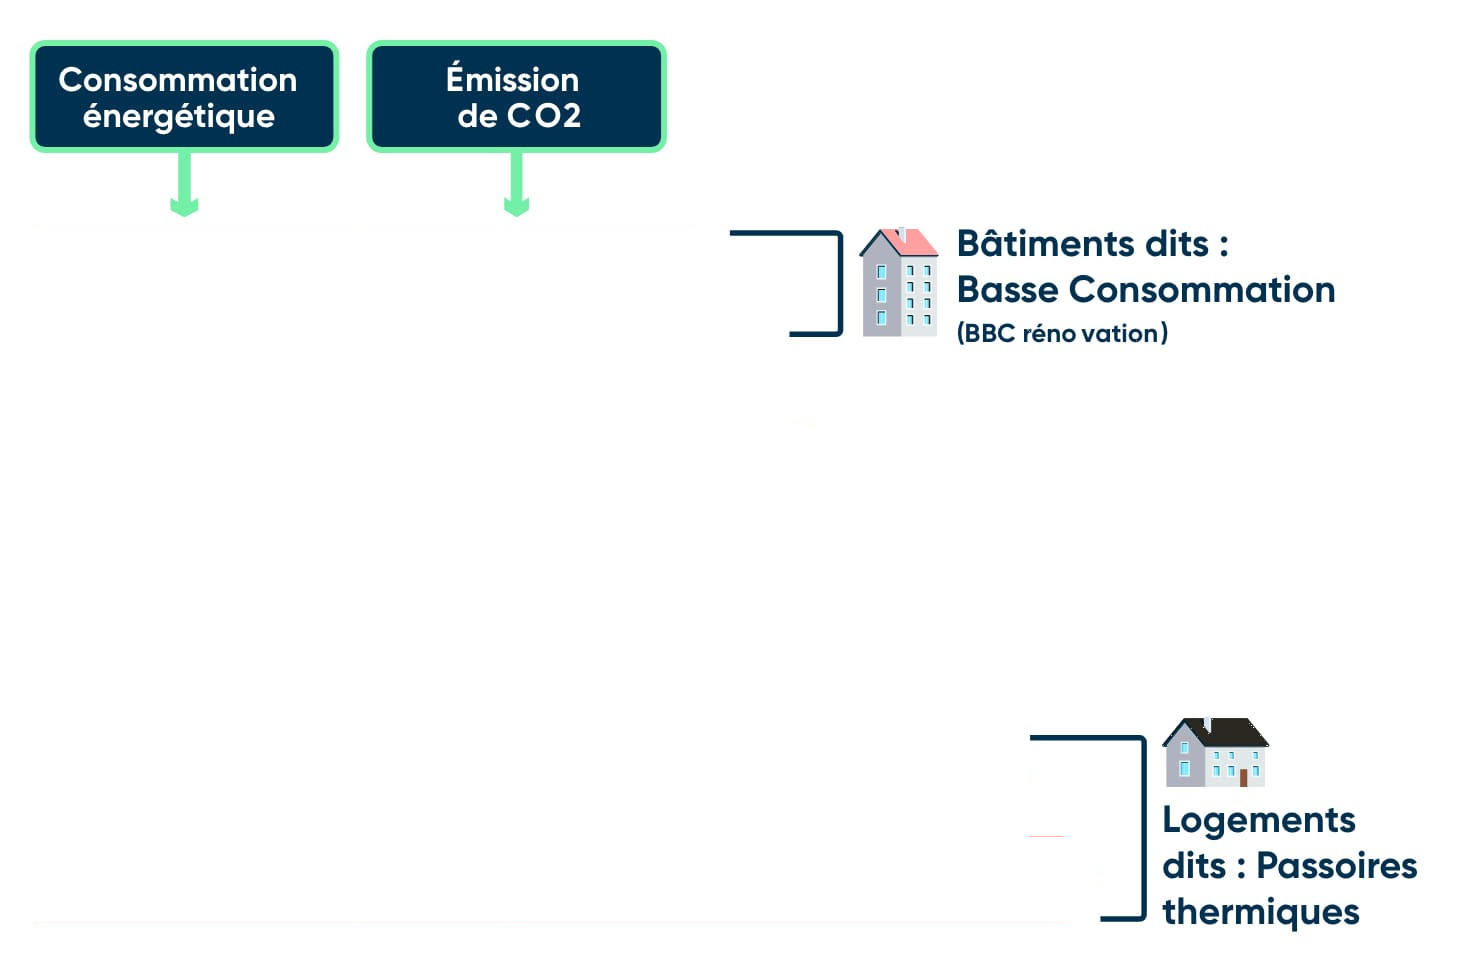 Consommation
énergétique
Émission
de CO2
Bâtiments dits :
Basse Consommation
(BBC réno vation)
Logements
dits : Passoires
thermiques